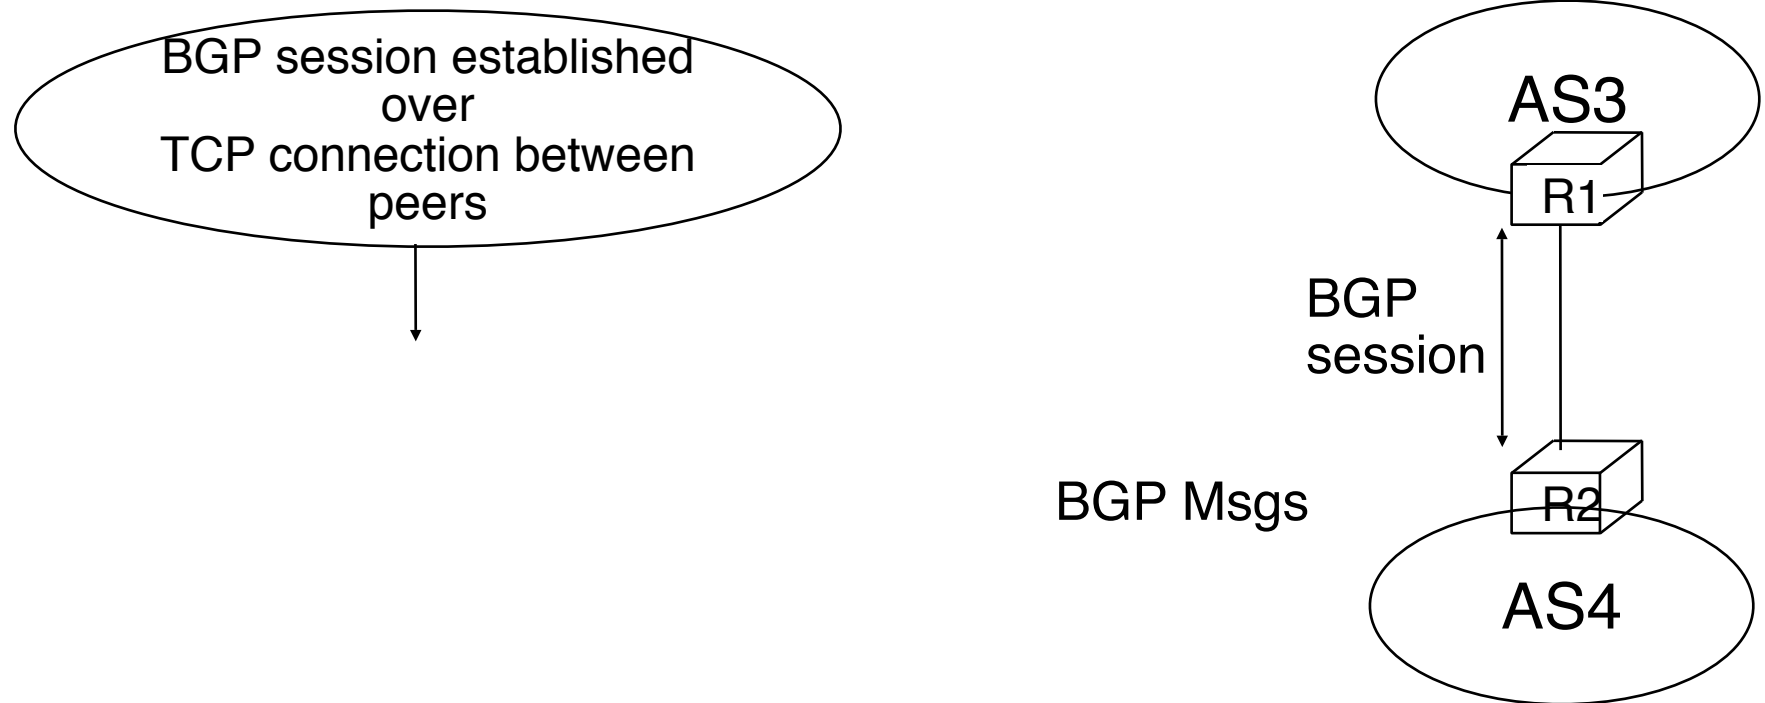 BGP session established
over
TCP connection between
peers
AS3
R1
BGP
session
BGP Msgs
R2
AS4